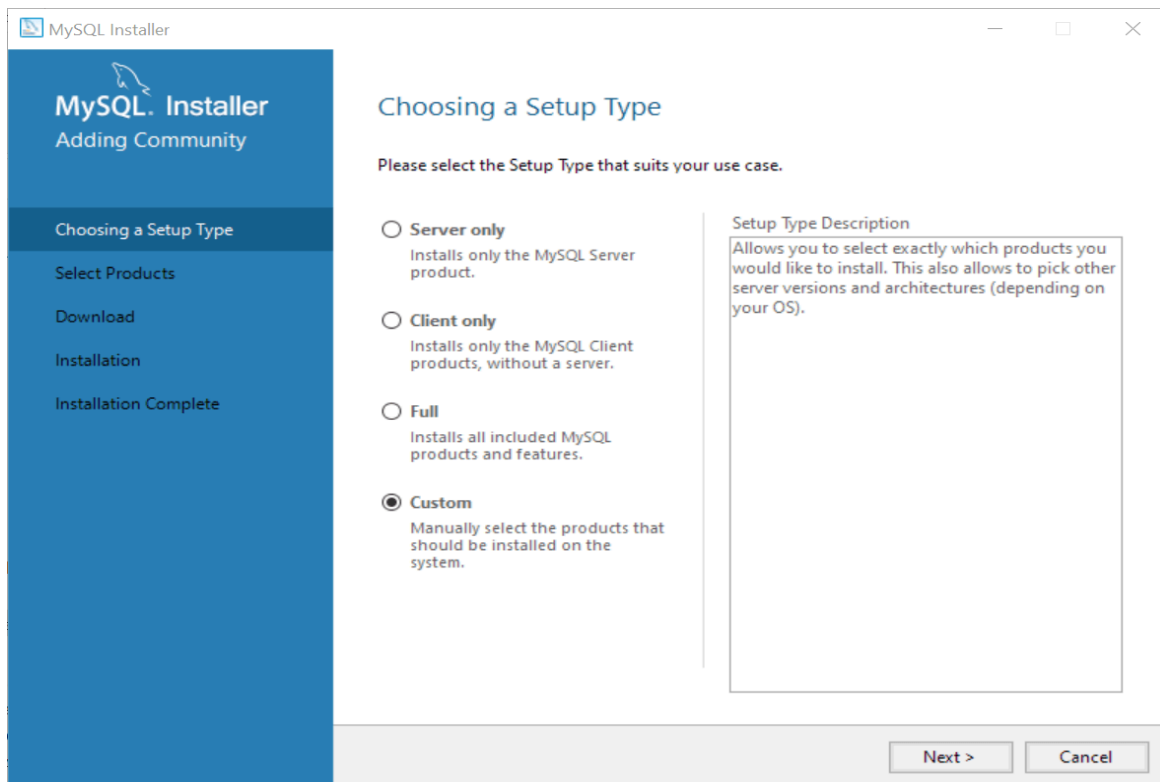 MySQL Installer
MySQL. Installer
Adding Community
Choosing a Setup Type
Select Products
Download
Installation
Installation Complete
Choosing a Setup Type
Please select the Setup Type that suits your use case.
Server only
Installs only the MySQL Server
product.
Client only
Installs only the MySQL Client
products, without a server.
Full
Installs all included MySQL
products and features.
Custom
Manually select the products that
should be installed on the
system.
Setup Type Description
Allows you to select exactly which products you
would like to install. This also allows to pick other
server versions and architectures (depending on
your OS).
Next >
Cancel